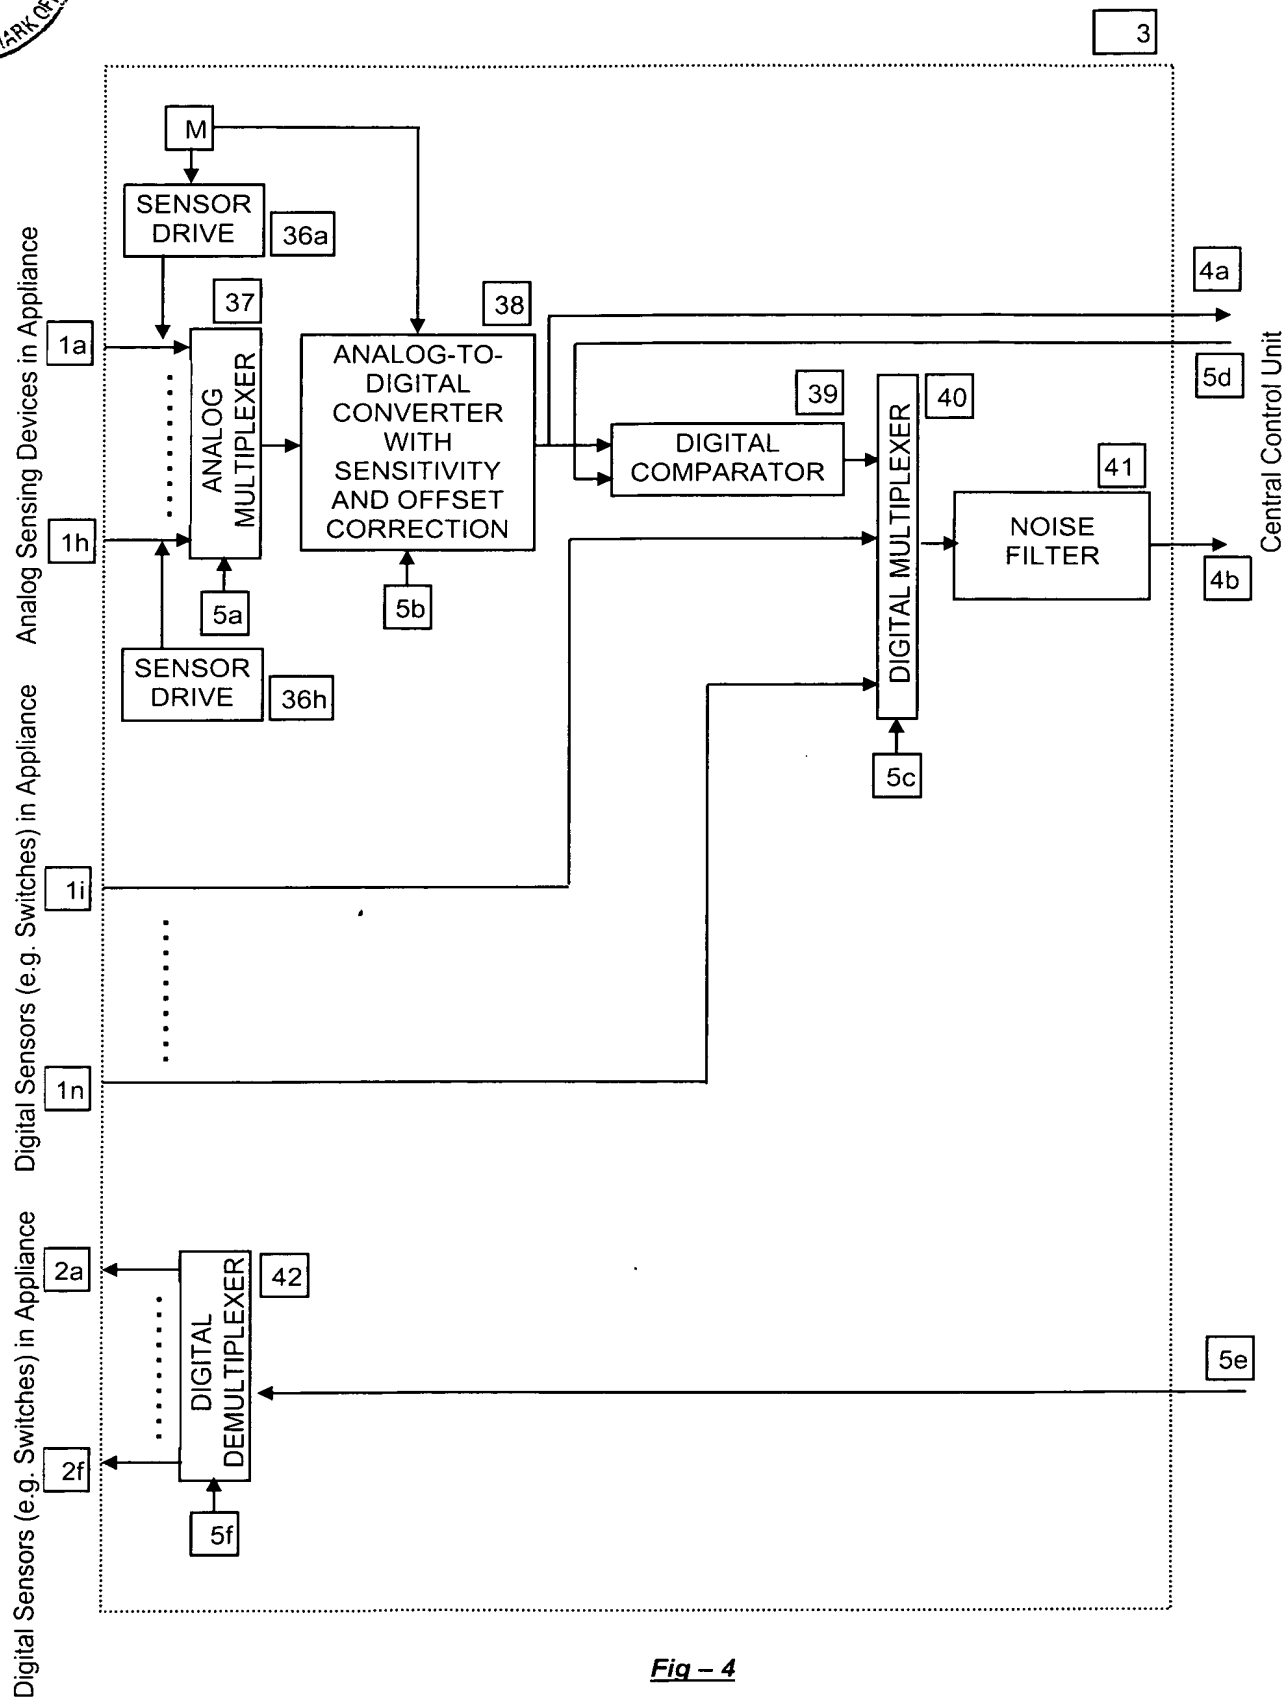 3
M
SENSOR
DRIVE
36a
37
38
4a
1a
ANALOG
MULTIPLEXER
ANALOG-TO-
DIGITAL
CONVERTER
WITH
SENSITIVITY
AND OFFSET
CORRECTION
5d
39
40
DIGITAL
COMPARATOR
DIGITAL MULTIPLEXER
41
NOISE
FILTER
1h
4b
5a
5b
SENSOR
DRIVE
36h
5c
1i
1n
2a
42
DIGITAL
DEMULTIPLEXER
5e
2f
5f
Analog Sensing Devices in Appliance
Digital Sensors (e.g. Switches) in Appliance
Digital Sensors (e.g. Switches) in Appliance
Central Control Unit
Fig – 4